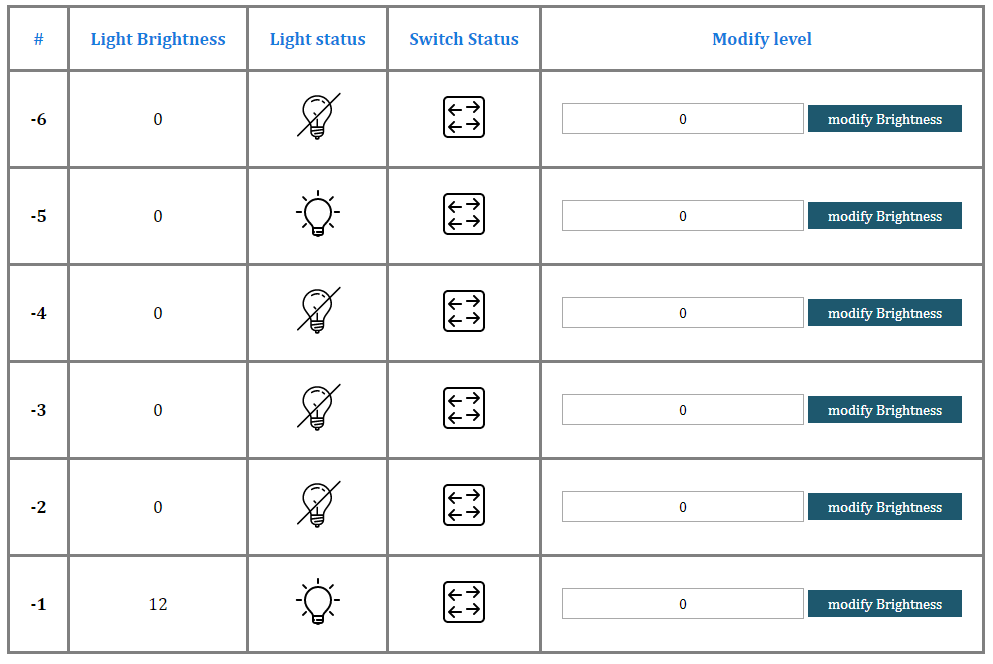 # Light Brightness Light status Switch Status Modify level
-6 0 0 modify Brightness
-5 0 0 modify Brightness
-4 0 0 modify Brightness
-3 0 0 modify Brightness
-2 0 0 modify Brightness
-1 12 0 modify Brightness